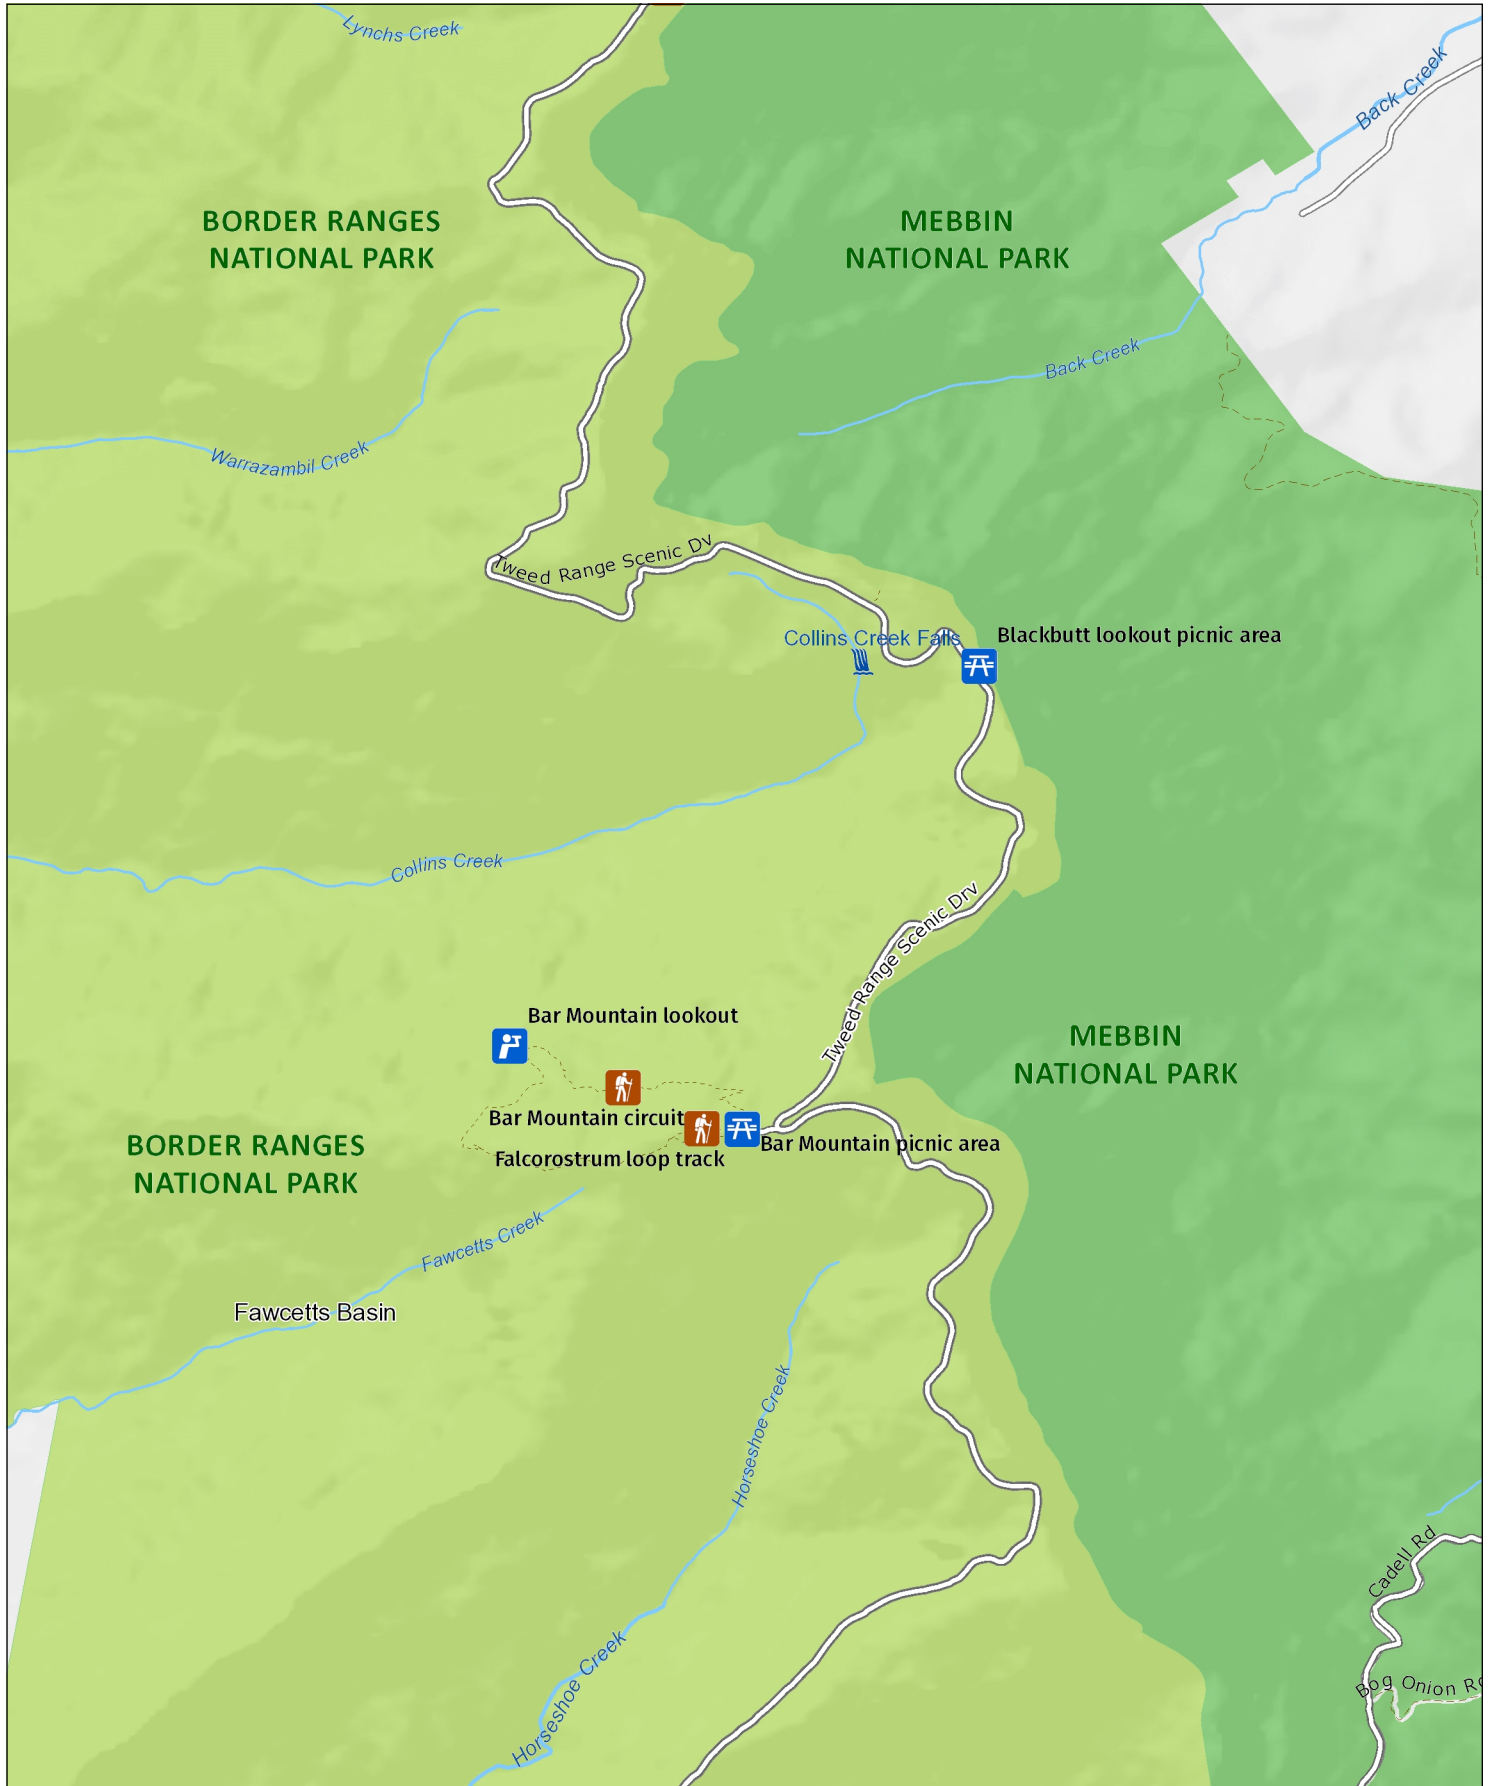 Lynchs Creek
Back Creek
BORDER RANGES
NATIONAL PARK
MEBBIN
NATIONAL PARK
Back Creek
Warrazambil Creek
Tweed Range Scenic Dv
Collins Creek Falls
Blackbutt lookout picnic area
Collins Creek
Tweed Range Scenic Drv
Bar Mountain lookout
MEBBIN
NATIONAL PARK
Bar Mountain circuit
Bar Mountain picnic area
Falcorostrum loop track
BORDER RANGES
NATIONAL PARK
Fawcetts Creek
Fawcetts Basin
Horseshoe Creek
Cadell Rd
Horseshoe Creek
Bog Onion Rd